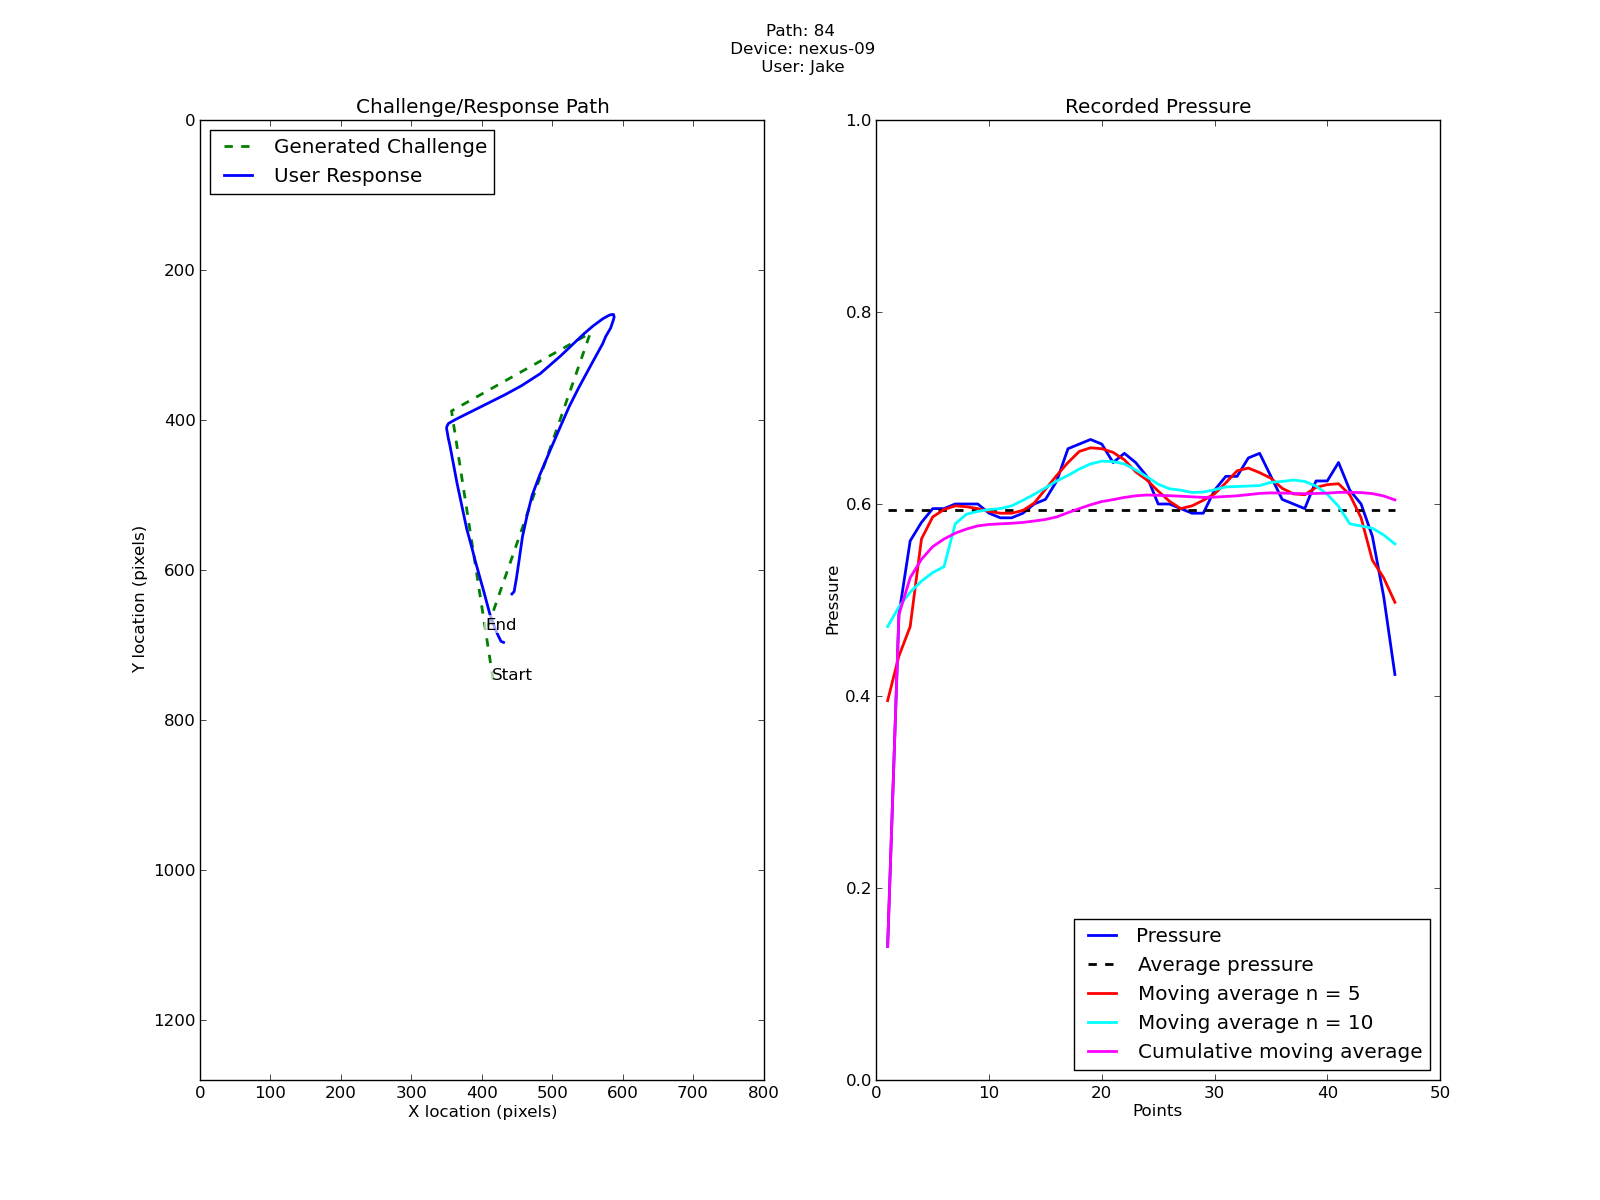 Path: 84
Device: nexus-09
User: Jake
Challenge/Response Path
Generated Challenge
User Response
0
200
400
600
800
1000
1200
Y location (pixels)
End
Start
0 100 200 300 400 500 600 700 800
X location (pixels)
Recorded Pressure
1.0
0.8
0.6
0.4
0.2
0.0
Pressure
Pressure
Average pressure
Moving average n = 5
Moving average n = 10
Cumulative moving average
0 10 20 30 40 50
Points